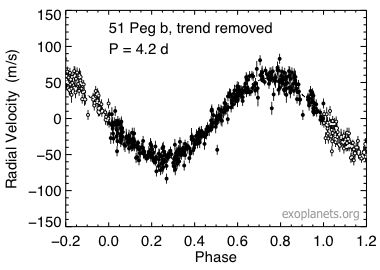 51 Peg b, trend removed
P = 4.2 d
Radial Velocity (m/s)
150
100
50
0
−50
−100
−150
exoplanets.org
−0.2 0.0 0.2 0.4 0.6 0.8 1.0 1.2
Phase